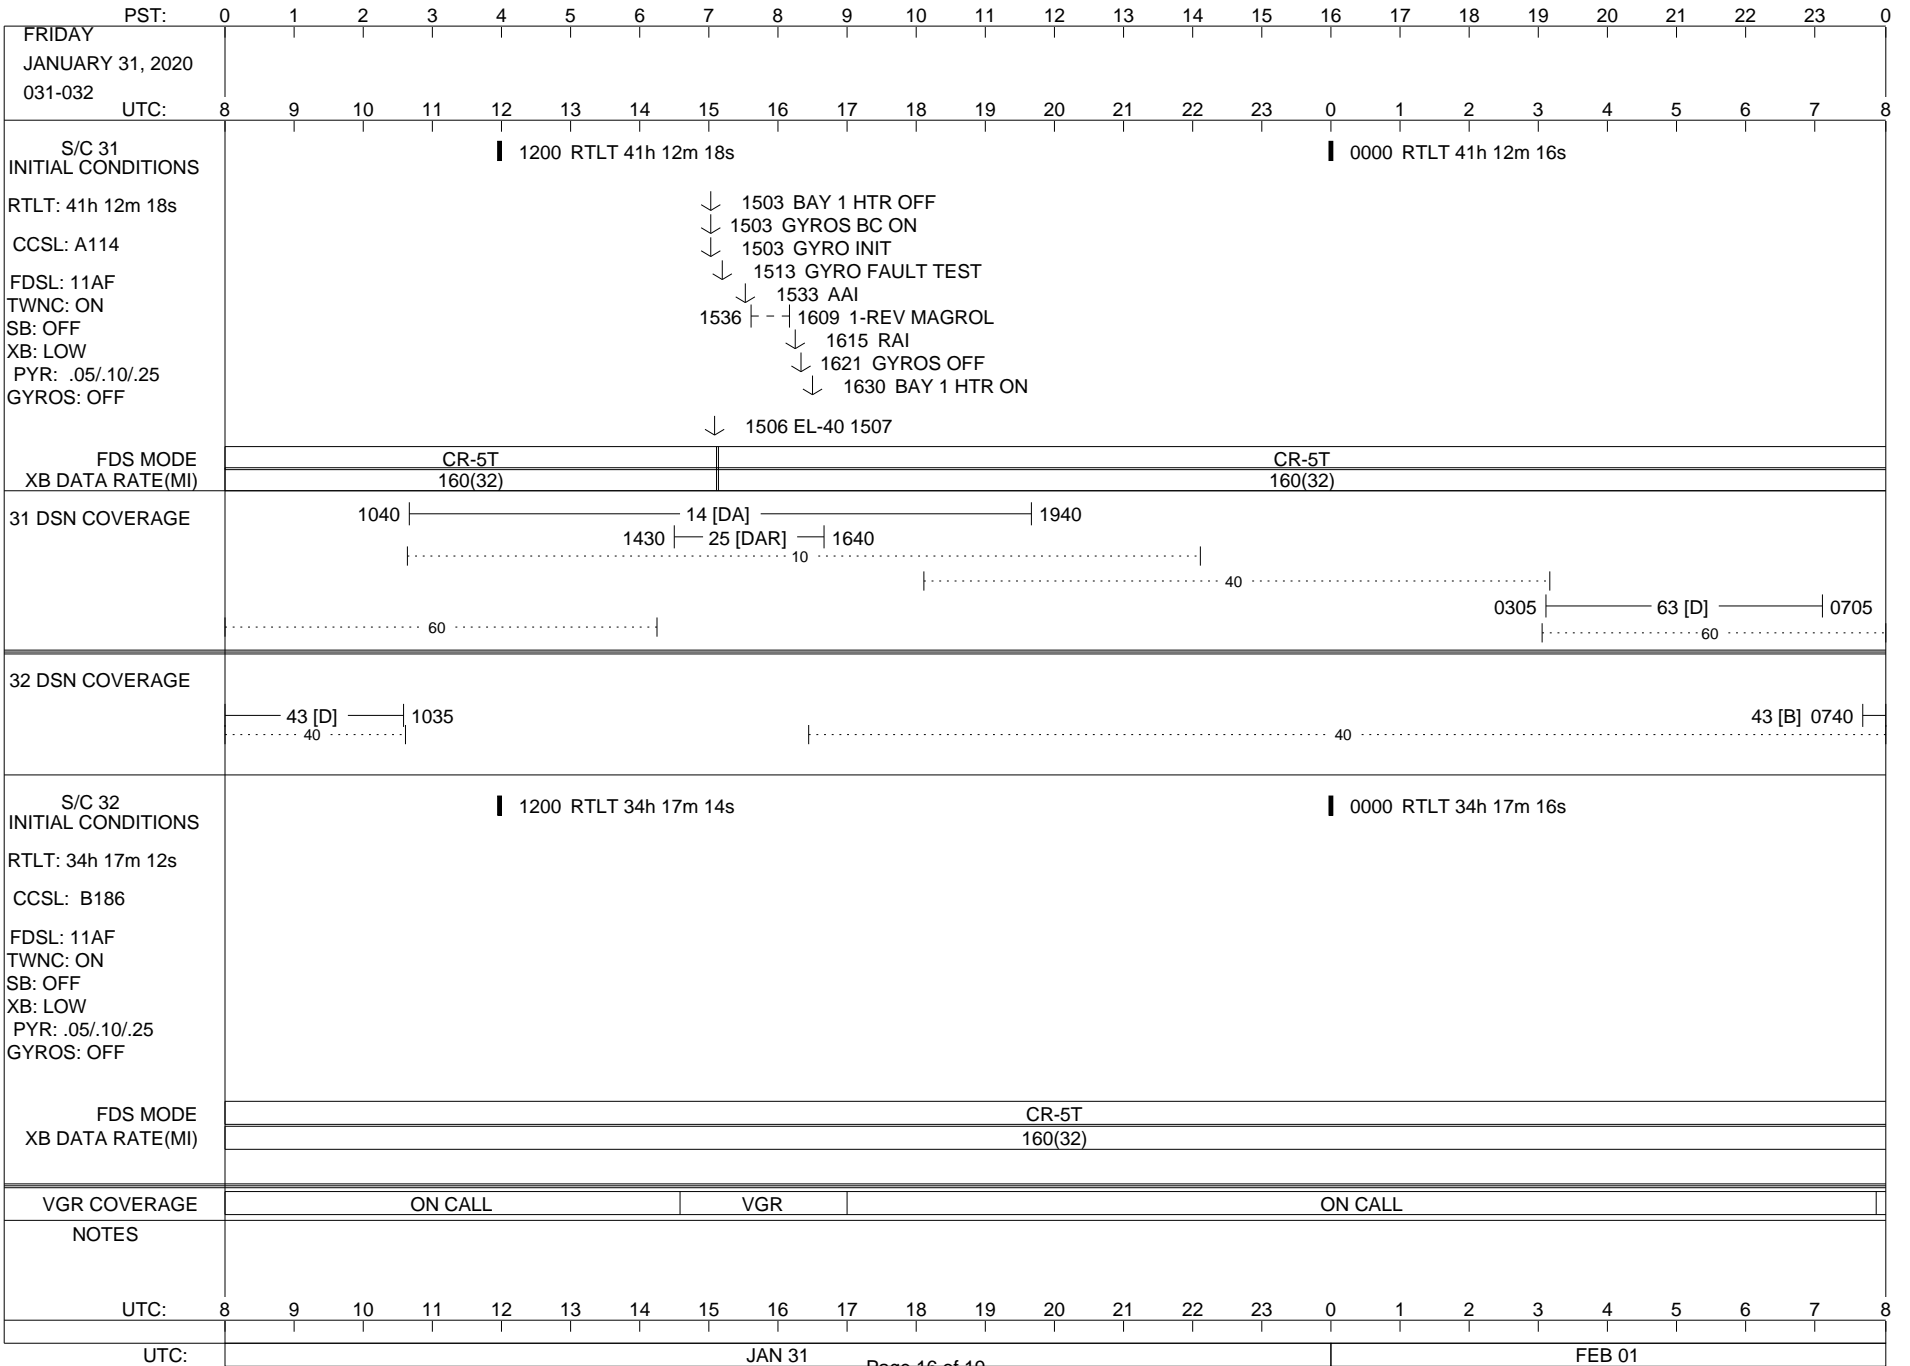 PST: 0 1 2 3 4 5 6 7 8 9 10 11 12 13 14 15 16 17 18 19 20 21 22 23 0
FRIDAY
JANUARY 31, 2020
031-032
UTC: 8 9 10 11 12 13 14 15 16 17 18 19 20 21 22 23 0 1 2 3 4 5 6 7 8
S/C 31
INITIAL CONDITIONS
1200 RTLT 41h 12m 18s
0000 RTLT 41h 12m 16s
RTLT: 41h 12m 18s
CCSL: A114
FDSL: 11AF
TWNC: ON
SB: OFF
XB: LOW
PYR: .05/.10/.25
GYROS: OFF
1503 BAY 1 HTR OFF
1503 GYROS BC ON
1503 GYRO INIT
1513 GYRO FAULT TEST
1533 AAI
1536 1609 1-REV MAGROL
1615 RAI
1621 GYROS OFF
1630 BAY 1 HTR ON
1506 EL-40 1507
FDS MODE CR-5T CR-5T
XB DATA RATE(MI) 160(32) 160(32)
31 DSN COVERAGE
1040 14 [DA] 1940
1430 25 [DAR] 1640
10
40
0305 63 [D] 0705
60 60
32 DSN COVERAGE
43 [D] 1035 43 [B] 0740
40 40
S/C 32
INITIAL CONDITIONS
1200 RTLT 34h 17m 14s
0000 RTLT 34h 17m 16s
RTLT: 34h 17m 12s
CCSL: B186
FDSL: 11AF
TWNC: ON
SB: OFF
XB: LOW
PYR: .05/.10/.25
GYROS: OFF
FDS MODE CR-5T
XB DATA RATE(MI) 160(32)
VGR COVERAGE ON CALL VGR ON CALL
NOTES
UTC: 8 9 10 11 12 13 14 15 16 17 18 19 20 21 22 23 0 1 2 3 4 5 6 7 8
UTC: JAN 31 FEB 01
Page 16 of 19